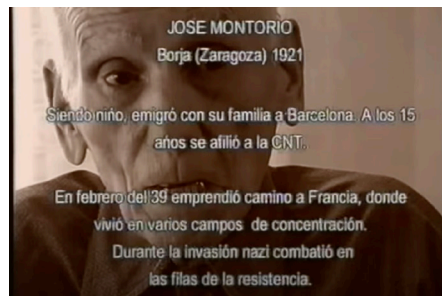 JOSE MONTORIO
Borja (Zaragoza) 1921
Siendo niño, emigró con su familia a Barcelona. A los 15
años se afilió a la CNT.
En febrero del'39 emprendió camino a Francia, donde
vivió en varios campos de concentración.
Durante la invasión nazi combatió en
las filas de la resistencia.